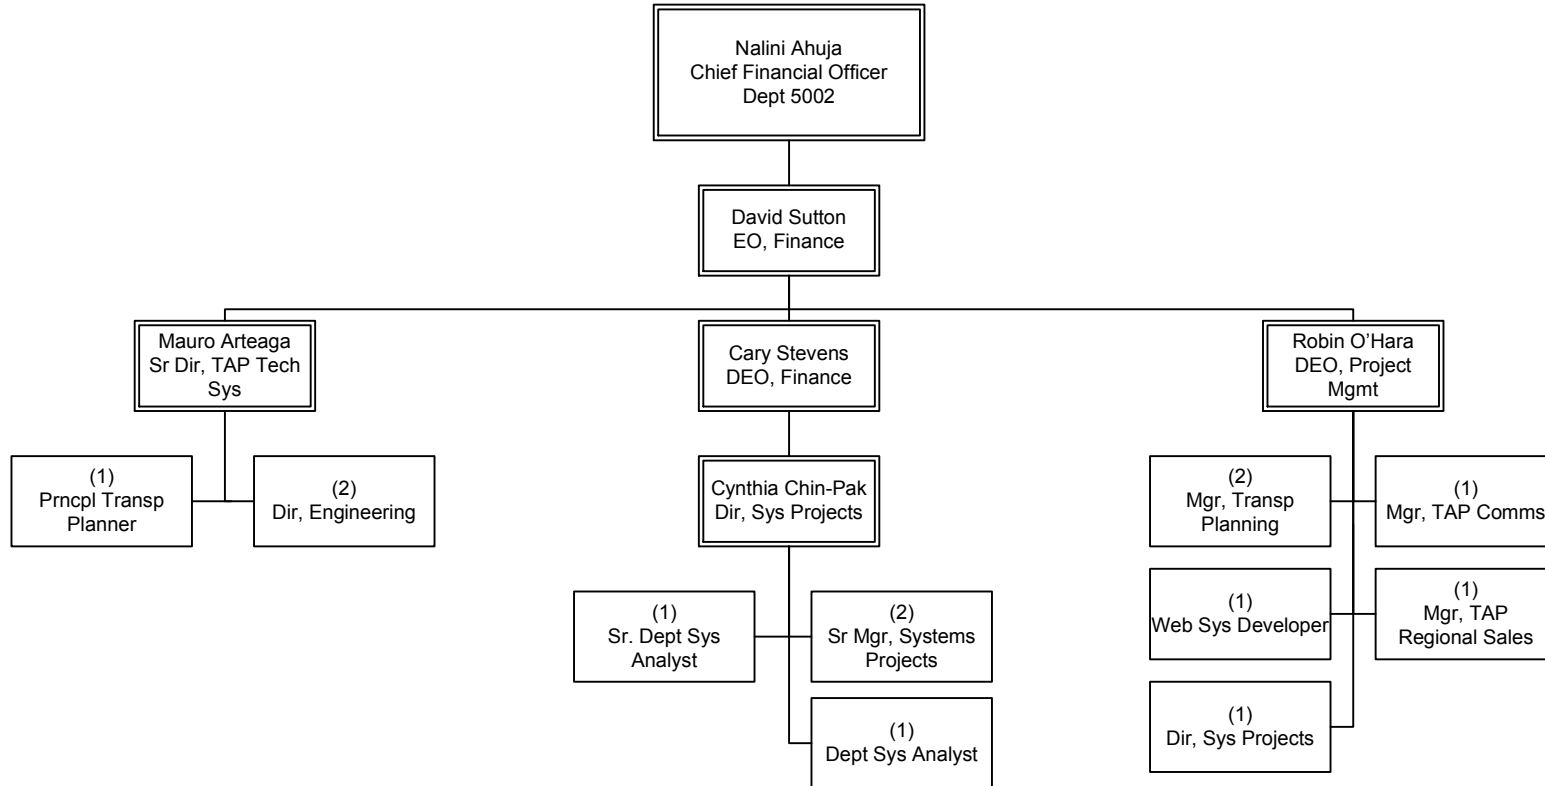 Nalini Ahuja
Chief Financial Officer
Dept 5002
David Sutton
EO, Finance
Mauro Arteaga
Sr Dir, TAP Tech
Sys
Cary Stevens
DEO, Finance
Robin O’Hara
DEO, Project
Mgmt
(1)
Prncpl Transp
Planner
(2)
Dir, Engineering
Cynthia Chin-Pak
Dir, Sys Projects
(2)
Mgr, Transp
Planning
(1)
Mgr, TAP Comms
(1)
Sr. Dept Sys
Analyst
(2)
Sr Mgr, Systems
Projects
(1)
Web Sys Developer
(1)
Mgr, TAP
Regional Sales
(1)
Dept Sys Analyst
(1)
Dir, Sys Projects